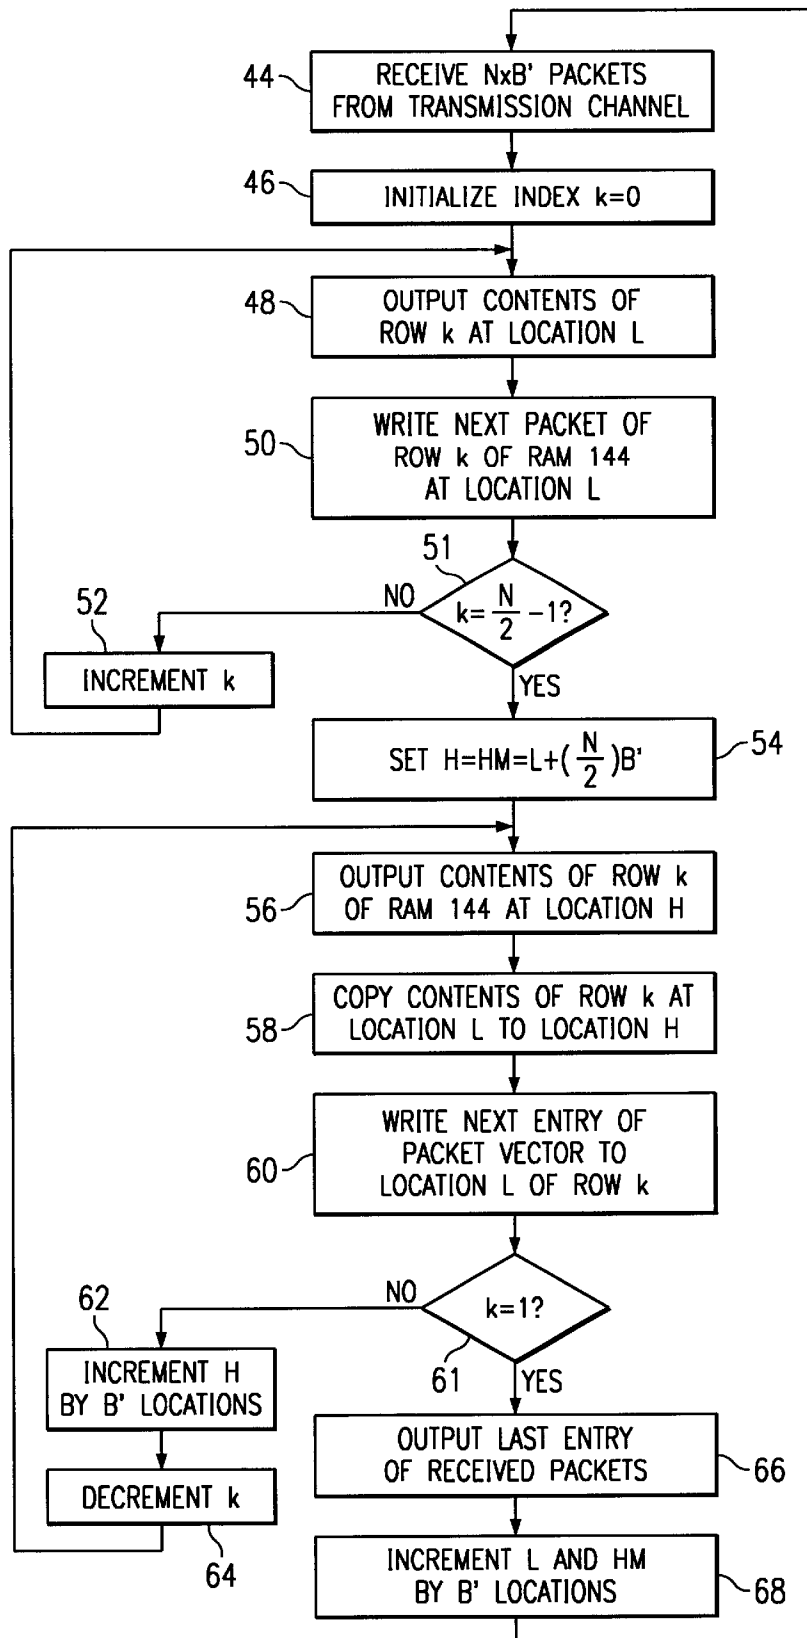 44
RECEIVE NxB' PACKETS
FROM TRANSMISSION CHANNEL
46
INITIALIZE INDEX k=0
48
OUTPUT CONTENTS OF
ROW k AT LOCATION L
50
WRITE NEXT PACKET OF
ROW k OF RAM 144
AT LOCATION L
51
k= N/2 -1?
NO
YES
52
INCREMENT k
SET H=HM=L+(N/2)B'
54
56
OUTPUT CONTENTS OF ROW k
OF RAM 144 AT LOCATION H
58
COPY CONTENTS OF ROW k AT
LOCATION L TO LOCATION H
60
WRITE NEXT ENTRY OF
PACKET VECTOR TO
LOCATION L OF ROW k
k=1?
61
NO
YES
62
INCREMENT H
BY B' LOCATIONS
DECREMENT k
64
OUTPUT LAST ENTRY
OF RECEIVED PACKETS
66
INCREMENT L AND HM
BY B' LOCATIONS
68